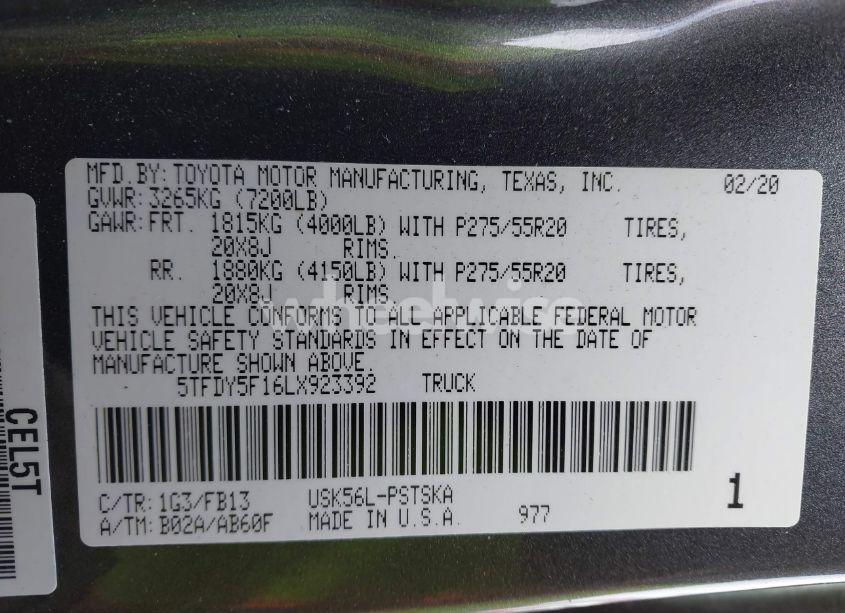 MFD.BY:TOYOTA MOTOR MANUFACTURING, TEXAS, INC. 02/20
GVWR:3265KG (7200LB)
GAWR:FRT. 1815KG (4000LB) WITH P275/55R20 TIRES,
20X8J RIMS.
RR. 1880KG (4150LB) WITH P275/55R20 TIRES,
20X8J RIMS.
wheelwise
THIS VEHICLE CONFORMS TO ALL APPLICABLE FEDERAL MOTOR
VEHICLE SAFETY STANDARDS IN EFFECT ON THE DATE OF
MANUFACTURE SHOWN ABOVE.
5TFDY5F16LX923392 TRUCK
C/TR:1G3/FB13 USK56L-PSTSKA 1
A/TM:B02A/AB60F MADE IN U.S.A. 977
CEL5T